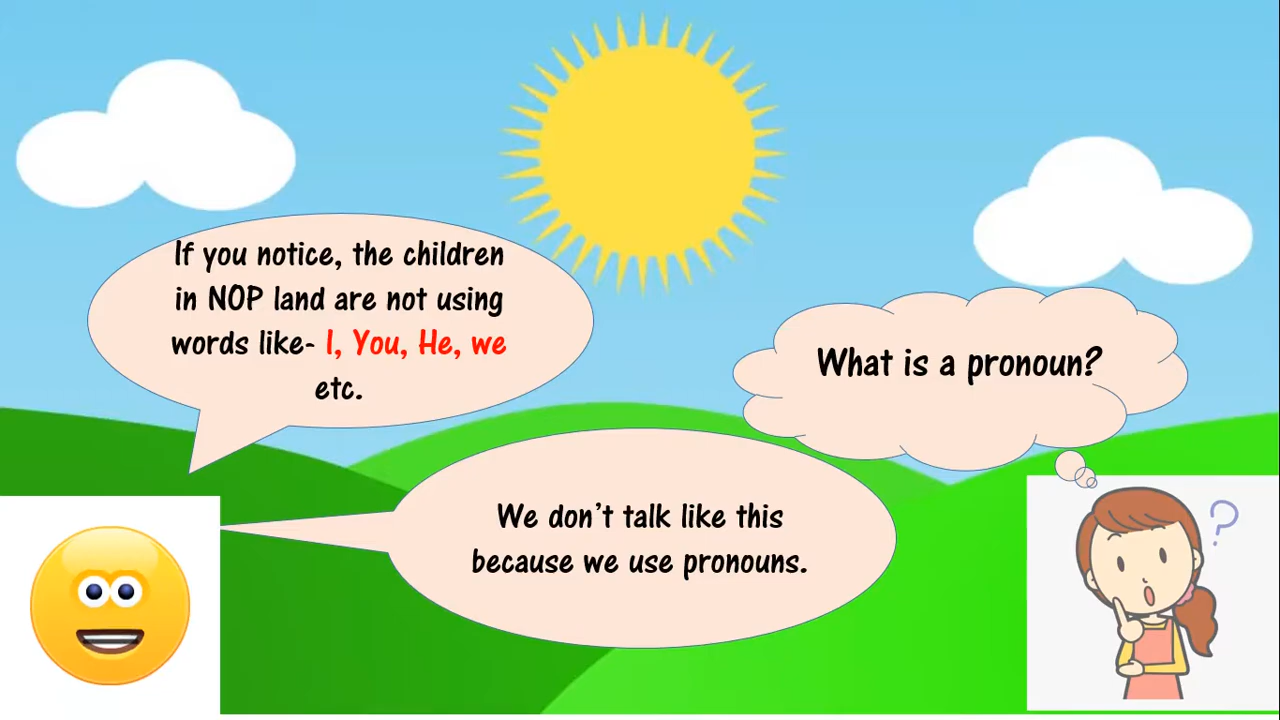 If you notice, the children
in NOP land are not using
words like- I, You, He, we
etc.
What is a pronoun?
We don't talk like this
because we use pronouns.